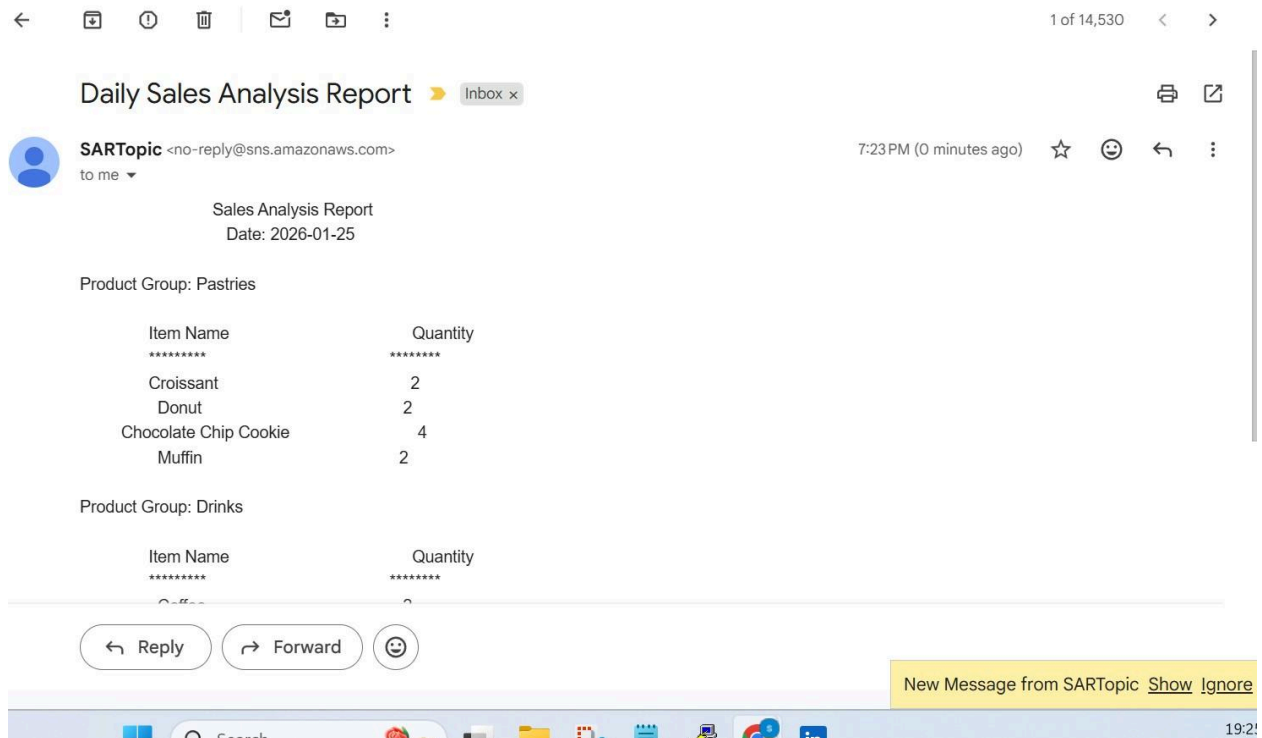 1 of 14,530
Daily Sales Analysis Report Inbox ×
SARTopic <no-reply@sns.amazonaws.com> 7:23 PM (0 minutes ago)
to me
Sales Analysis Report
Date: 2026-01-25
Product Group: Pastries
Item Name Quantity
********* ********
Croissant 2
Donut 2
Chocolate Chip Cookie 4
Muffin 2
Product Group: Drinks
Item Name Quantity
********* ********
Reply Forward
New Message from SARTopic Show Ignore
Search
in